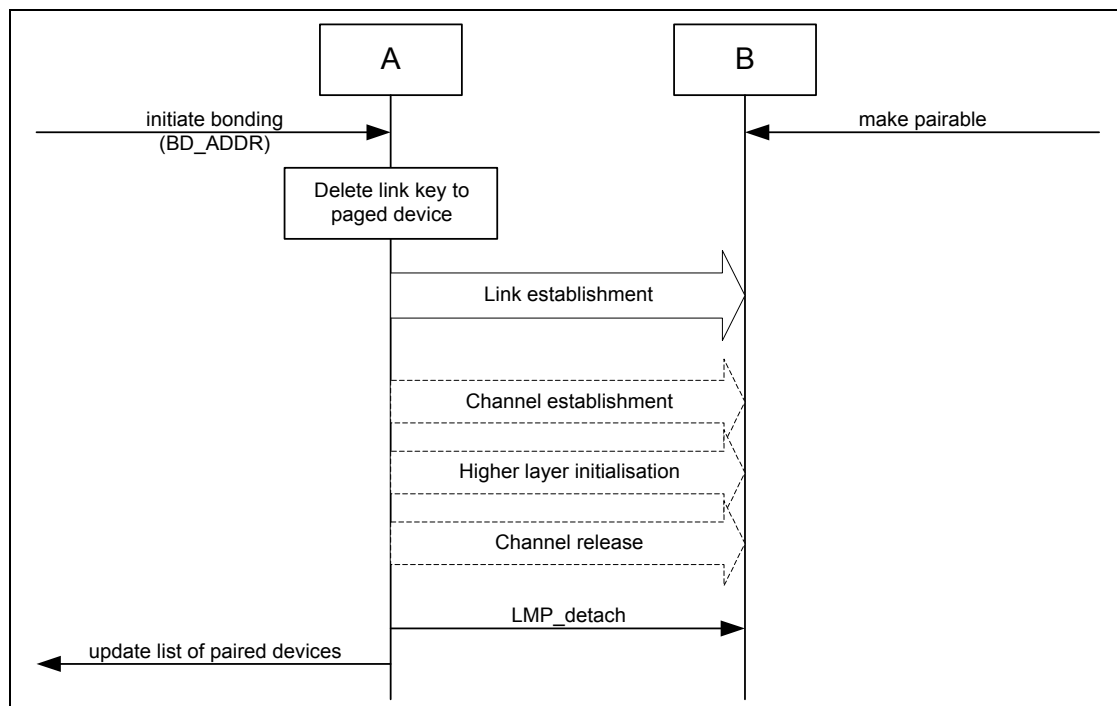 A
B
initiate bonding
(BD_ADDR)
make pairable
Delete link key to
paged device
Link establishment
Channel establishment
Higher layer initialisation
Channel release
LMP_detach
update list of paired devices